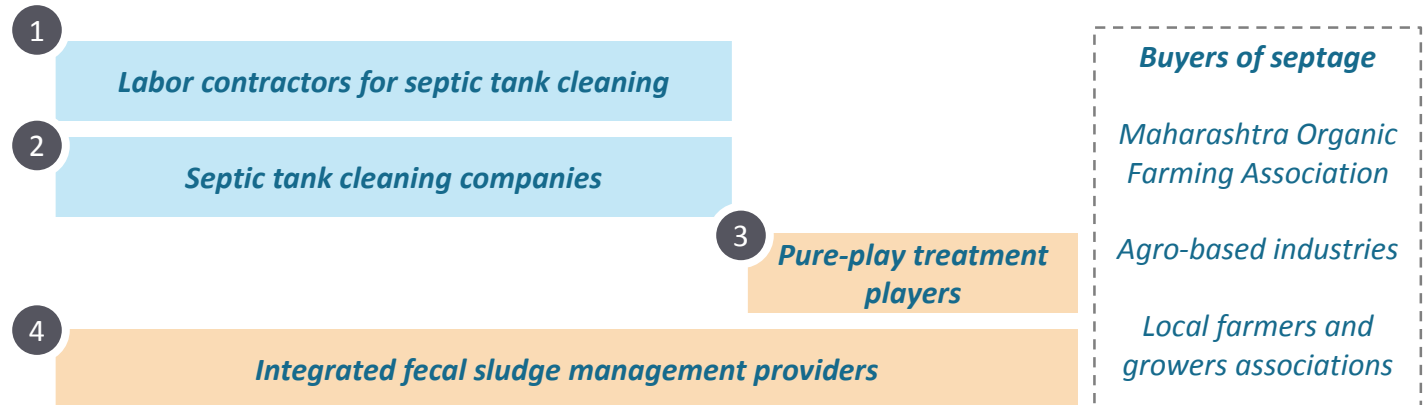 1
Labor contractors for septic tank cleaning
2
Septic tank cleaning companies
3
Pure-play treatment
players
4
Integrated fecal sludge management providers
Buyers of septage
Maharashtra Organic
Farming Association
Agro-based industries
Local farmers and
growers associations